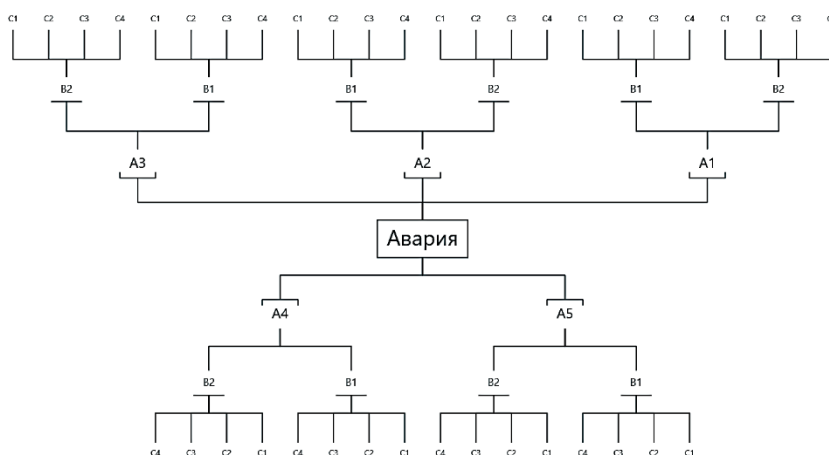 C1 C2 C3 C4 C1 C2 C3 C4 C1 C2 C3 C4 C1 C2 C3 C4 C1 C2 C3 C4 C1 C2 C3
B2 B1 B1 B2 B1 B2
A3 A2 A1
Авария
A4 A5
B2 B1 B2 B1
C4 C3 C2 C1 C4 C3 C2 C1 C4 C3 C2 C1 C4 C3 C2 C1